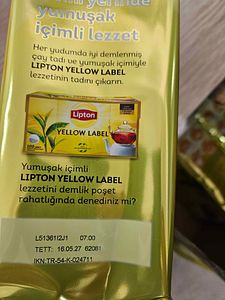 yerinde
yumuşak
içimli lezzet
Her yudumda iyi demlenmiş
çay tadı ve yumuşak içimiyle
LIPTON YELLOW LABEL
lezzetinin tadını çıkarın.
Lipton
YELLOW LABEL
Yumuşak içimli
LIPTON YELLOW LABEL
lezzetini demlik poşet
rahatlığında denediniz mi?
L5136I2J1 07:00
TETT: 16.05.27 62081
IKN:TR-54-K-024711